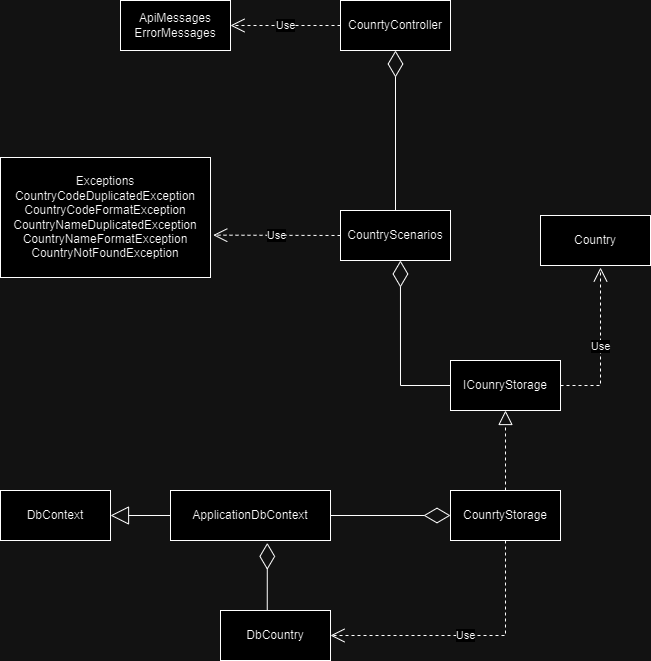 ApiMessages
ErrorMessages
Use
CounrtyController
Exceptions
CountryCodeDuplicatedException
CountryCodeFormatException
CountryNameDuplicatedException
CountryNameFormatException
CountryNotFoundException
Use
CountryScenarios
Country
Use
ICounryStorage
DbContext
ApplicationDbContext
CounrtyStorage
DbCountry
Use